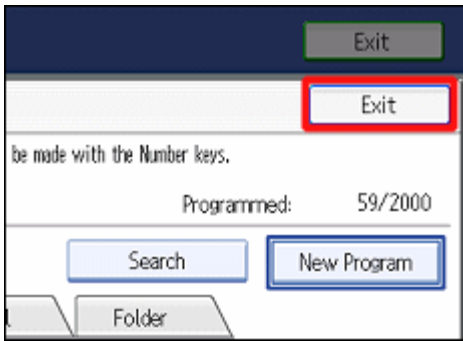 Exit
Exit
be made with the Number keys.
Programmed: 59/2000
Search New Program
Folder